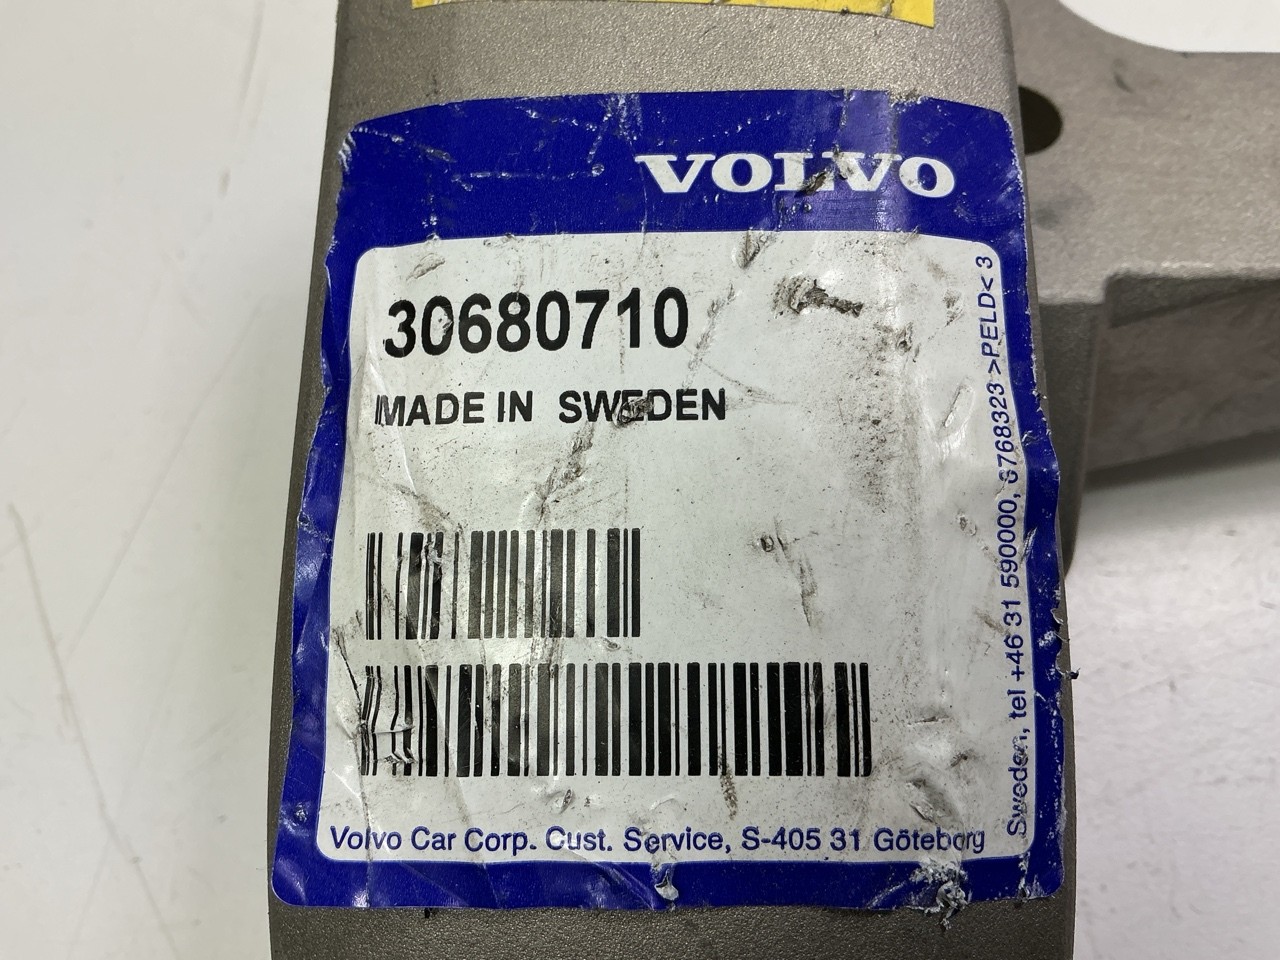 VOLVO
30680710
MADE IN SWEDEN
Volvo Car Corp. Cust. Service, S-405 31 Göteborg
Sweden, tel +46 31 590000, 6768323 >PELD< 3